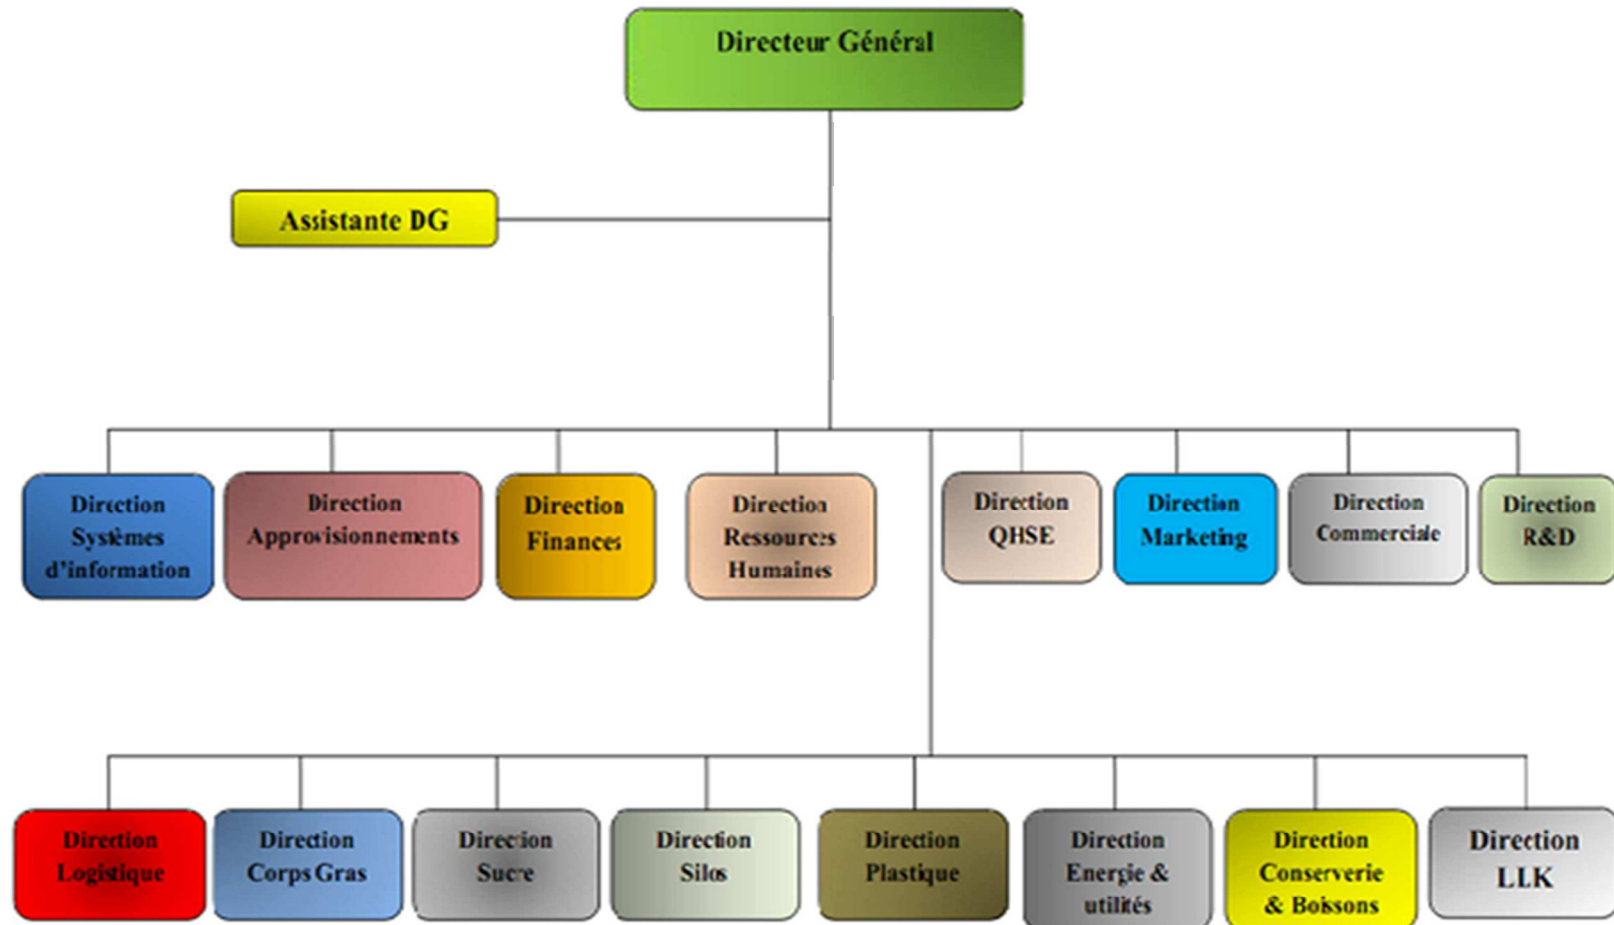 Directeur Général
Assistante DG
Direction
Systèmes
d'information
Direction
Approvisionnements
Direction
Finances
Direction
Ressources
Humaines
Direction
QHSE
Direction
Marketing
Direction
Commerciale
Direction
R&D
Direction
Logistique
Direction
Corps Gras
Direction
Sucre
Direction
Silos
Direction
Plastique
Direction
Energie &
utilités
Direction
Conserverie
& Boissons
Direction
LLK